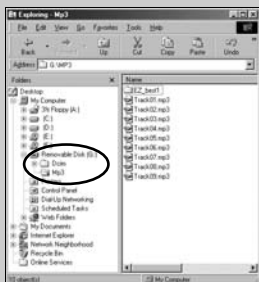 Exploring - Mp3
File Edit View Go Favorites Tools Help
Back
Up
Cut
Copy
Paste
Undo
Address G:\MP3
Folders
Desktop
My Computer
3½ Floppy (A:)
(C:)
(D:)
(E:)
Removable Disk (G:)
Dcim
Mp3
Control Panel
Dial-Up Networking
Scheduled Tasks
Web Folders
My Documents
Internet Explorer
Network Neighborhood
Recycle Bin
Online Services
Name
Track01.mp3
Track02.mp3
Track03.mp3
Track04.mp3
Track05.mp3
Track06.mp3
Track07.mp3
Track08.mp3
Track09.mp3
My Computer